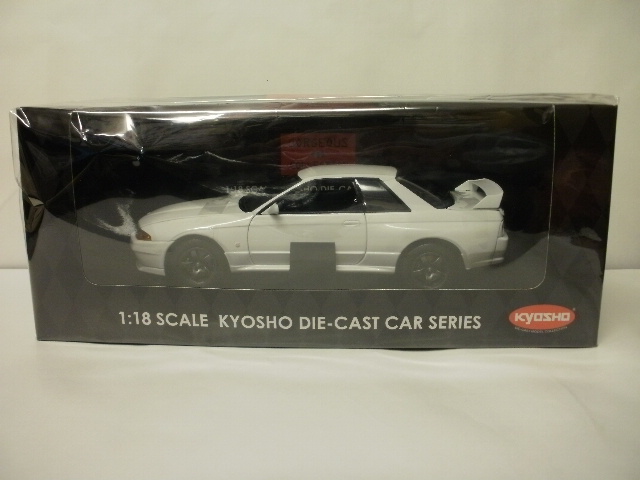 1:18 SCALE KYOSHO DIE-CAST CAR SERIES
KYOSHO